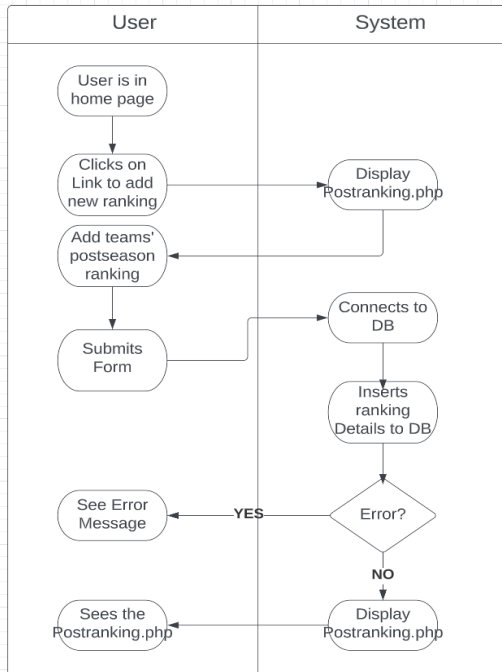 User
System
User is in
home page
Clicks on
Link to add
new ranking
Display
Postranking.php
Add teams'
postseason
ranking
Submits
Form
Connects to
DB
Inserts
ranking
Details to DB
Error?
YES
See Error
Message
NO
Display
Postranking.php
Sees the
Postranking.php